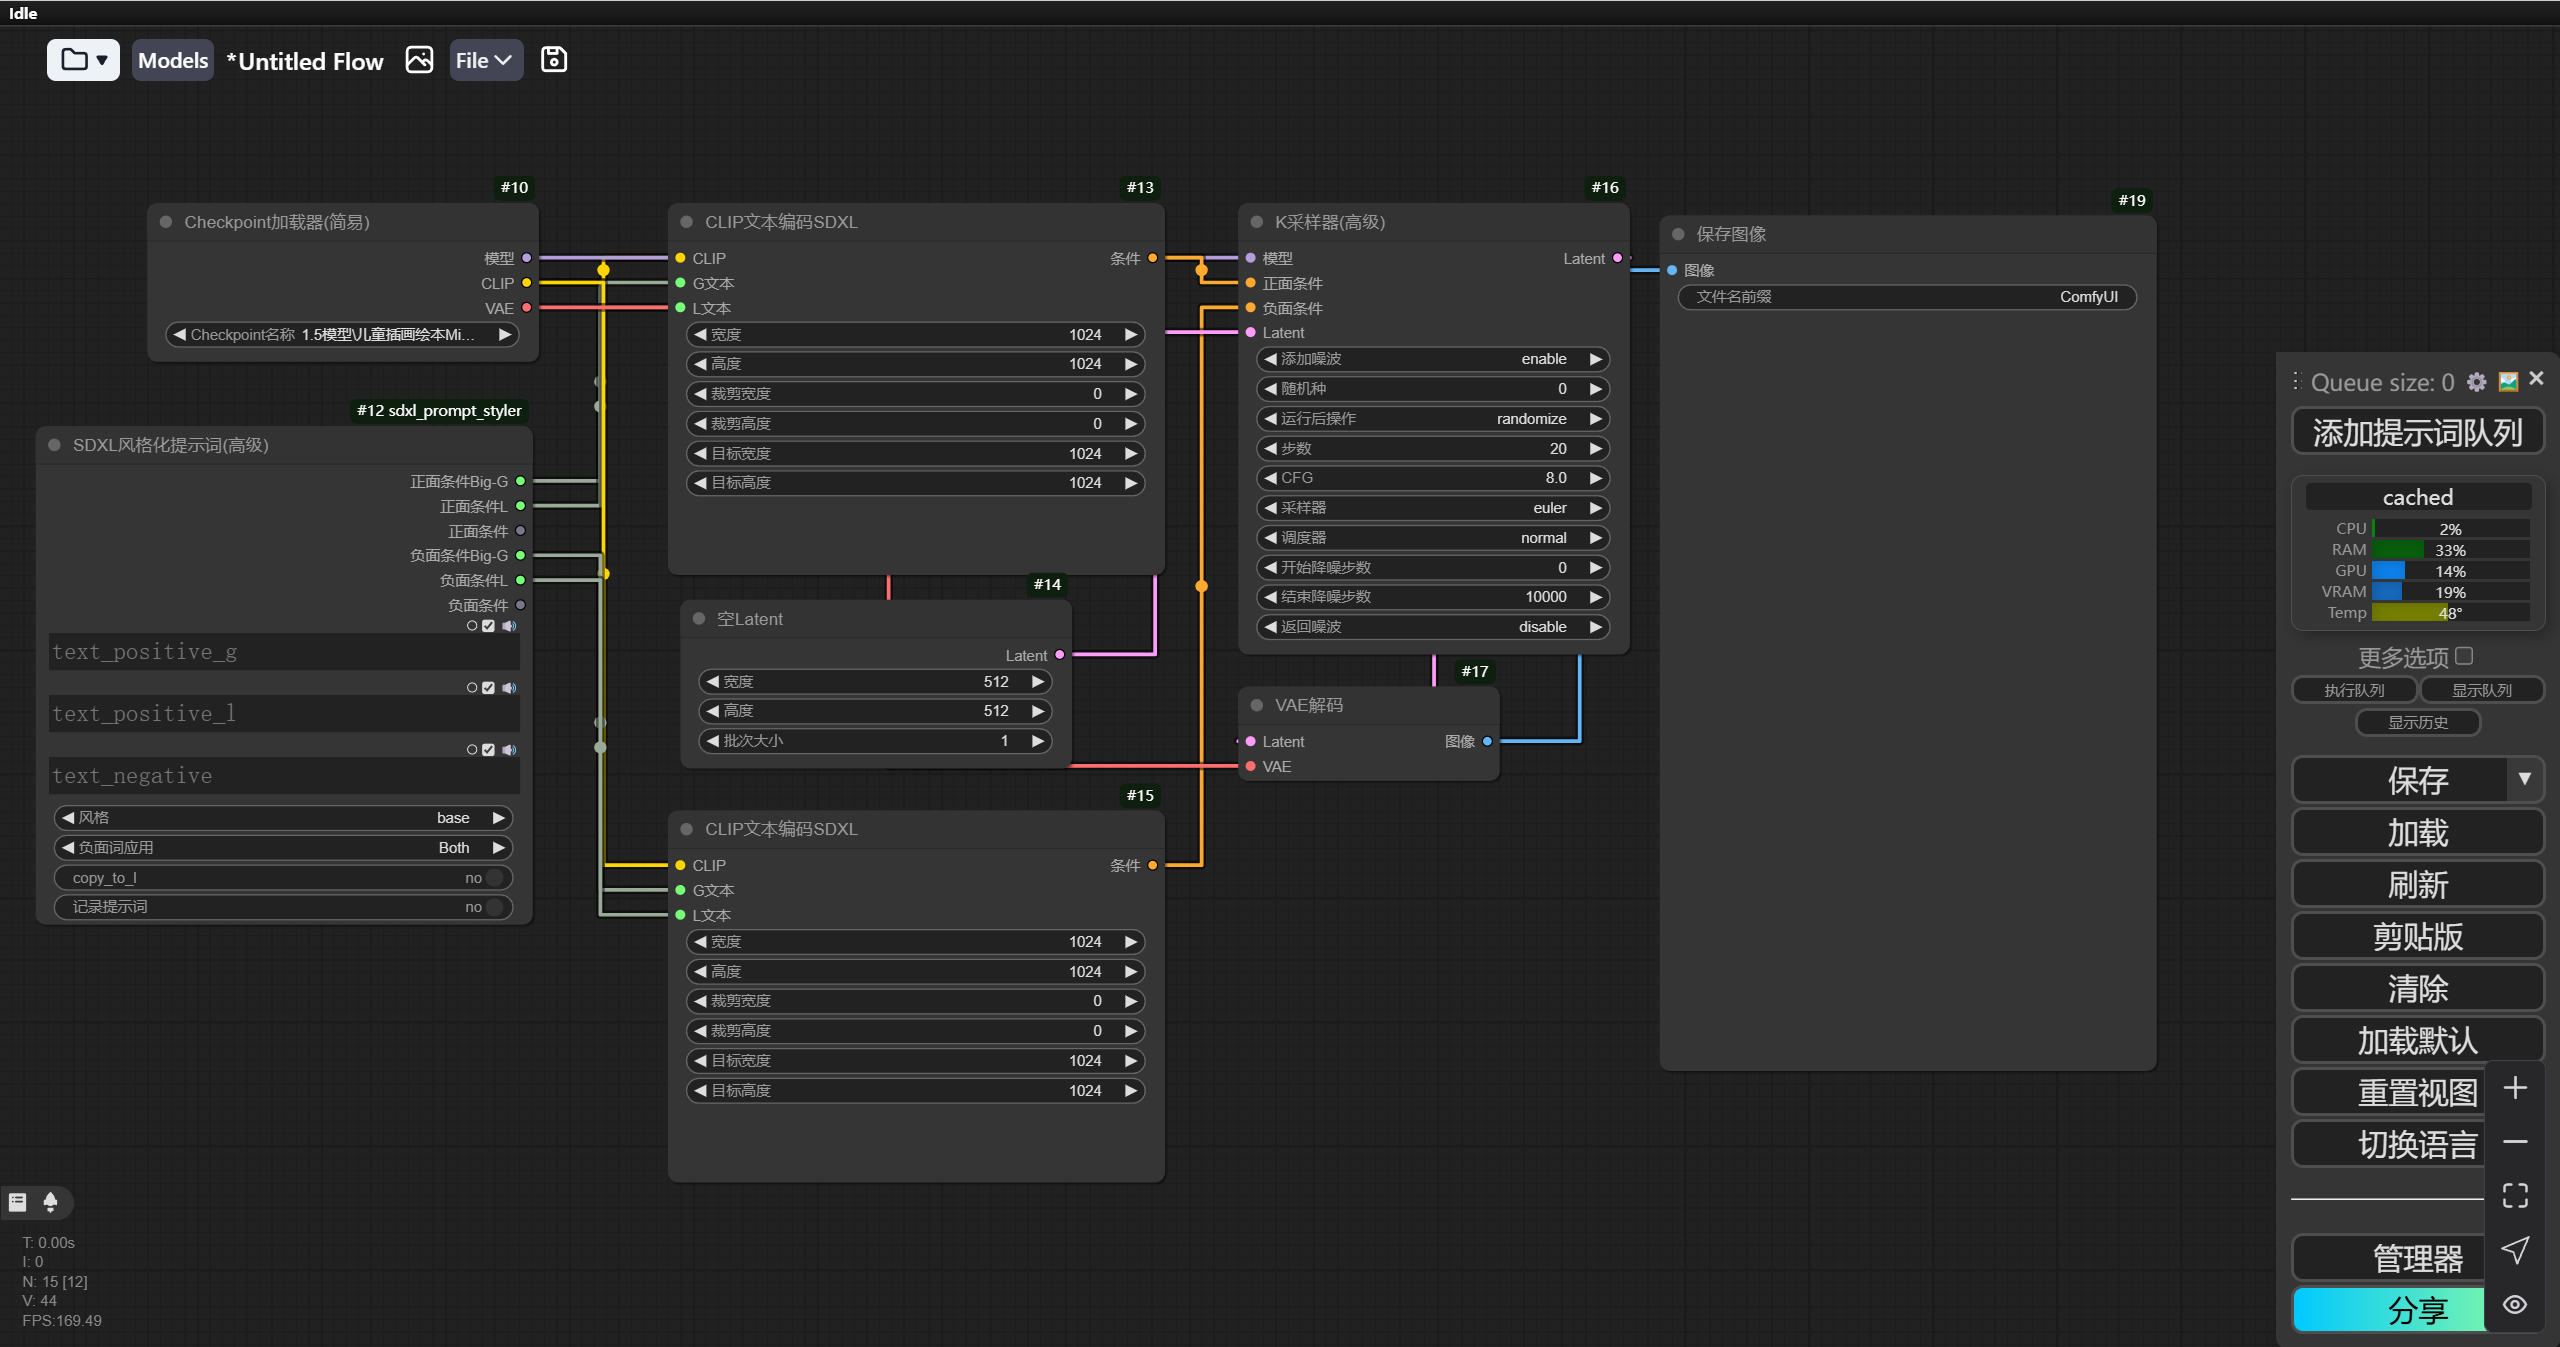 Idle
Models
*Untitled Flow
File
#10
Checkpoint加载器(简易)
模型
CLIP
VAE
Checkpoint名称 1.5模型\儿童插画绘本Mi...
#12 sdxl_prompt_styler
SDXL风格化提示词(高级)
正面条件Big-G
正面条件L
正面条件
负面条件Big-G
负面条件L
负面条件
text_positive_g
text_positive_l
text_negative
风格 base
负面词应用 Both
copy_to_l no
记录提示词 no
#13
CLIP文本编码SDXL
CLIP 条件
G文本
L文本
宽度 1024
高度 1024
裁剪宽度 0
裁剪高度 0
目标宽度 1024
目标高度 1024
#14
空Latent
Latent
宽度 512
高度 512
批次大小 1
#15
CLIP文本编码SDXL
CLIP 条件
G文本
L文本
宽度 1024
高度 1024
裁剪宽度 0
裁剪高度 0
目标宽度 1024
目标高度 1024
#16
K采样器(高级)
模型 Latent
正面条件
负面条件
Latent
添加噪波 enable
随机种 0
运行后操作 randomize
步数 20
CFG 8.0
采样器 euler
调度器 normal
开始降噪步数 0
结束降噪步数 10000
返回噪波 disable
#17
VAE解码
Latent 图像
VAE
#19
保存图像
图像
文件名前缀 ComfyUI
Queue size: 0
添加提示词队列
cached
CPU 2%
RAM 33%
GPU 14%
VRAM 19%
Temp 48°
更多选项
执行队列 显示队列
显示历史
保存
加载
刷新
剪贴版
清除
加载默认
重置视图
切换语言
管理器
分享
T: 0.00s
I: 0
N: 15 [12]
V: 44
FPS:169.49